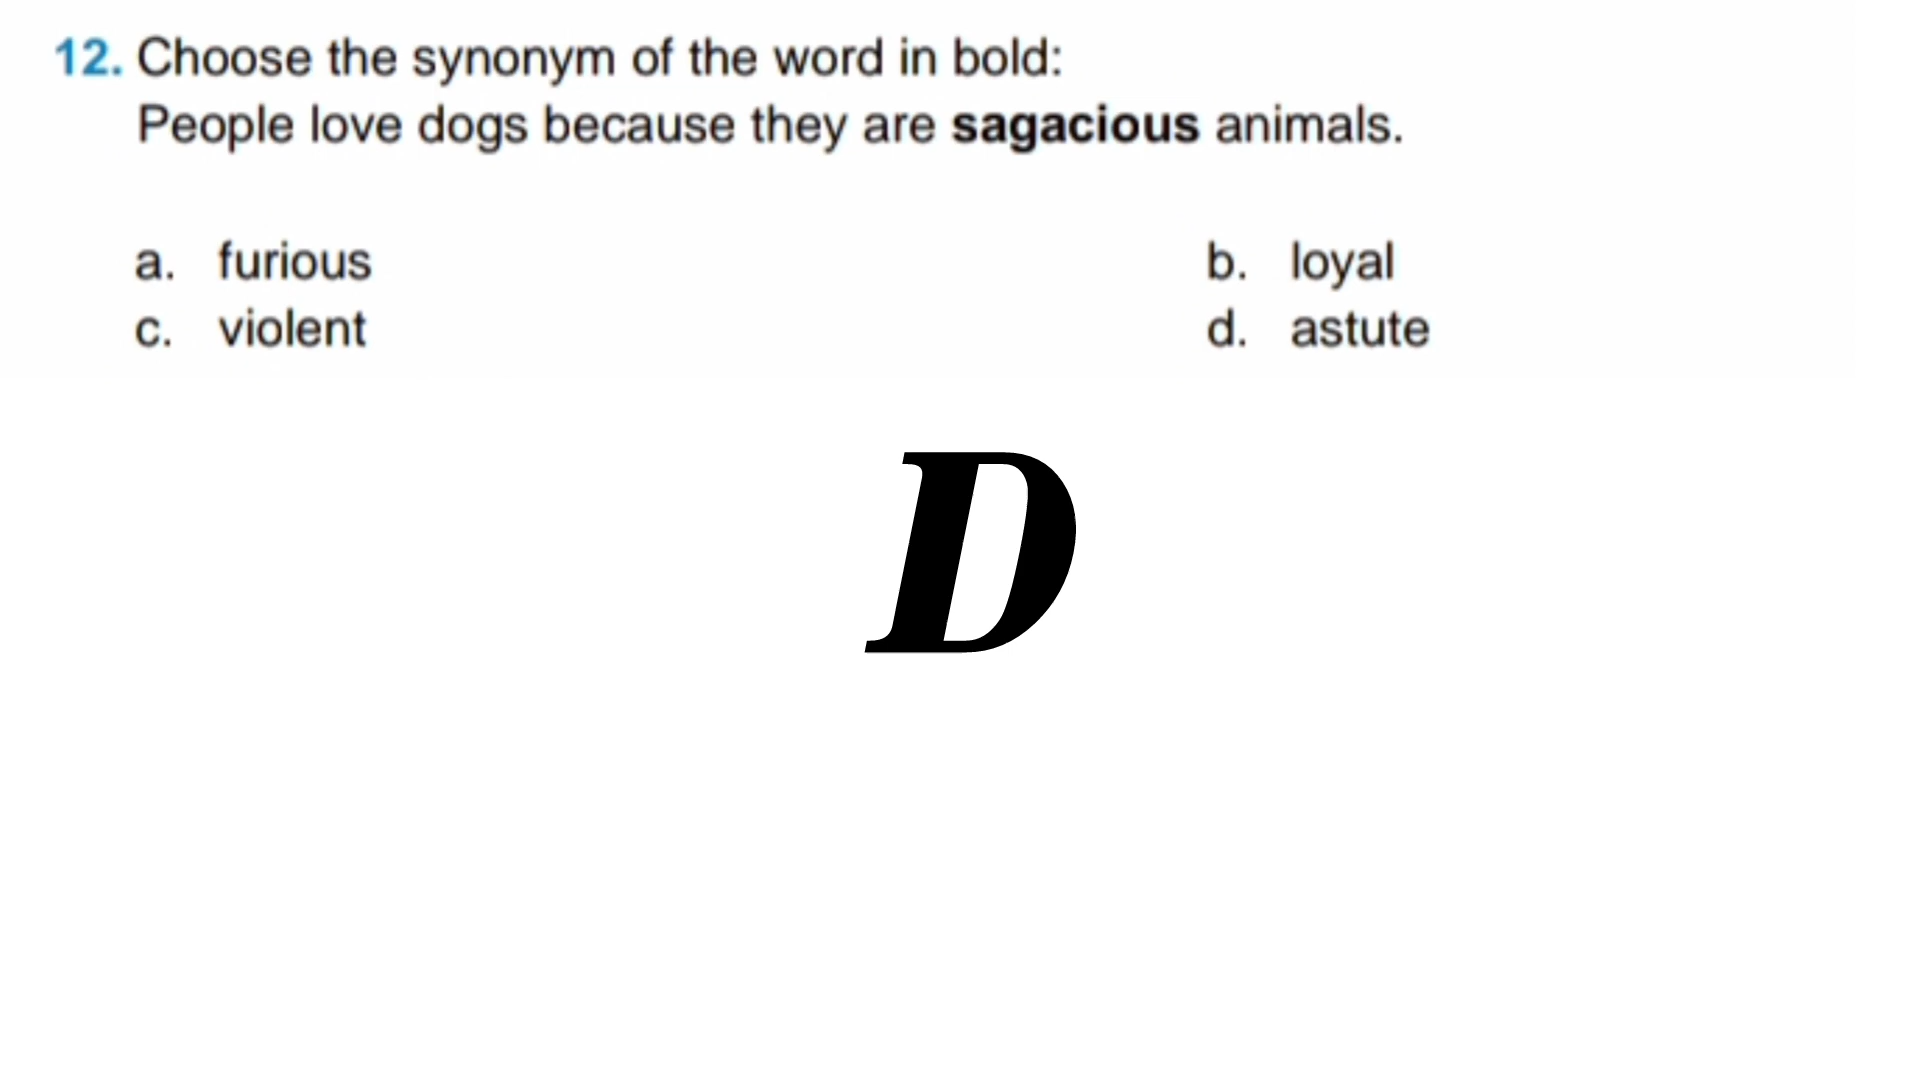 12. Choose the synonym of the word in bold:
People love dogs because they are sagacious animals.
a. furious
b. loyal
c. violent
d. astute
D